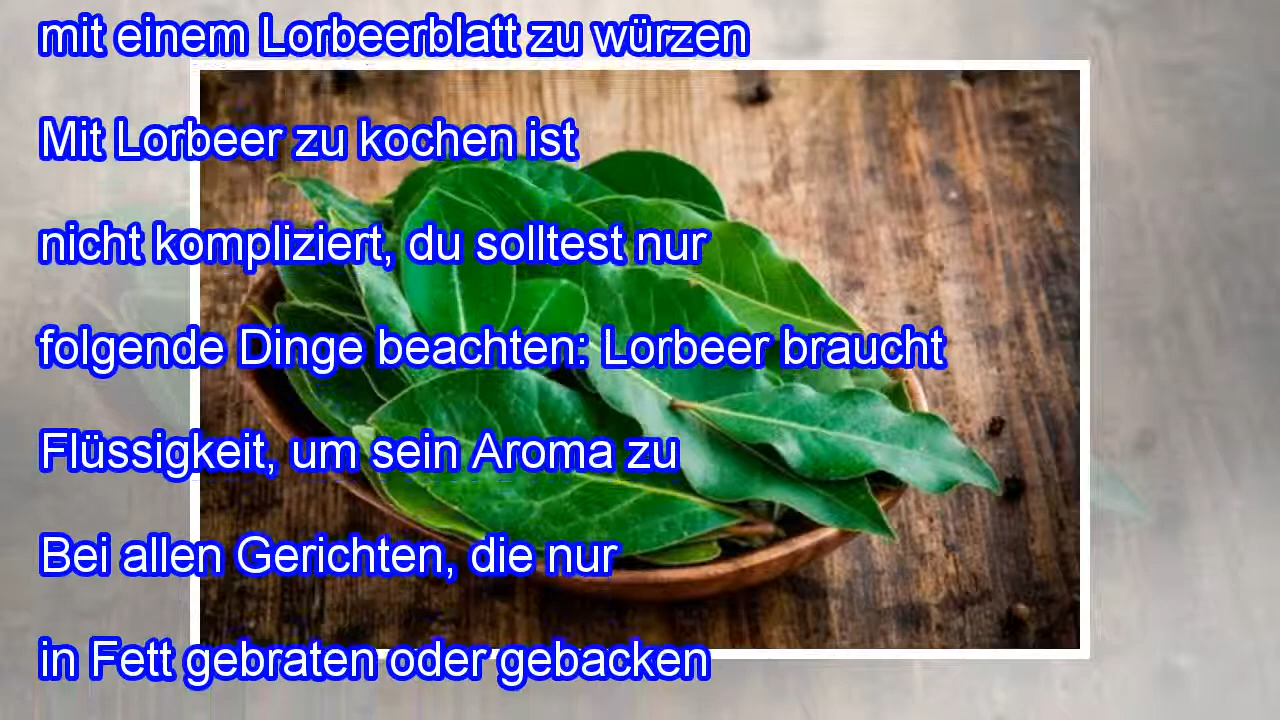 mit einem Lorbeerblatt zu würzen
Mit Lorbeer zu kochen ist
nicht kompliziert, du solltest nur
folgende Dinge beachten: Lorbeer braucht
Flüssigkeit, um sein Aroma zu
Bei allen Gerichten, die nur
in Fett gebraten oder gebacken